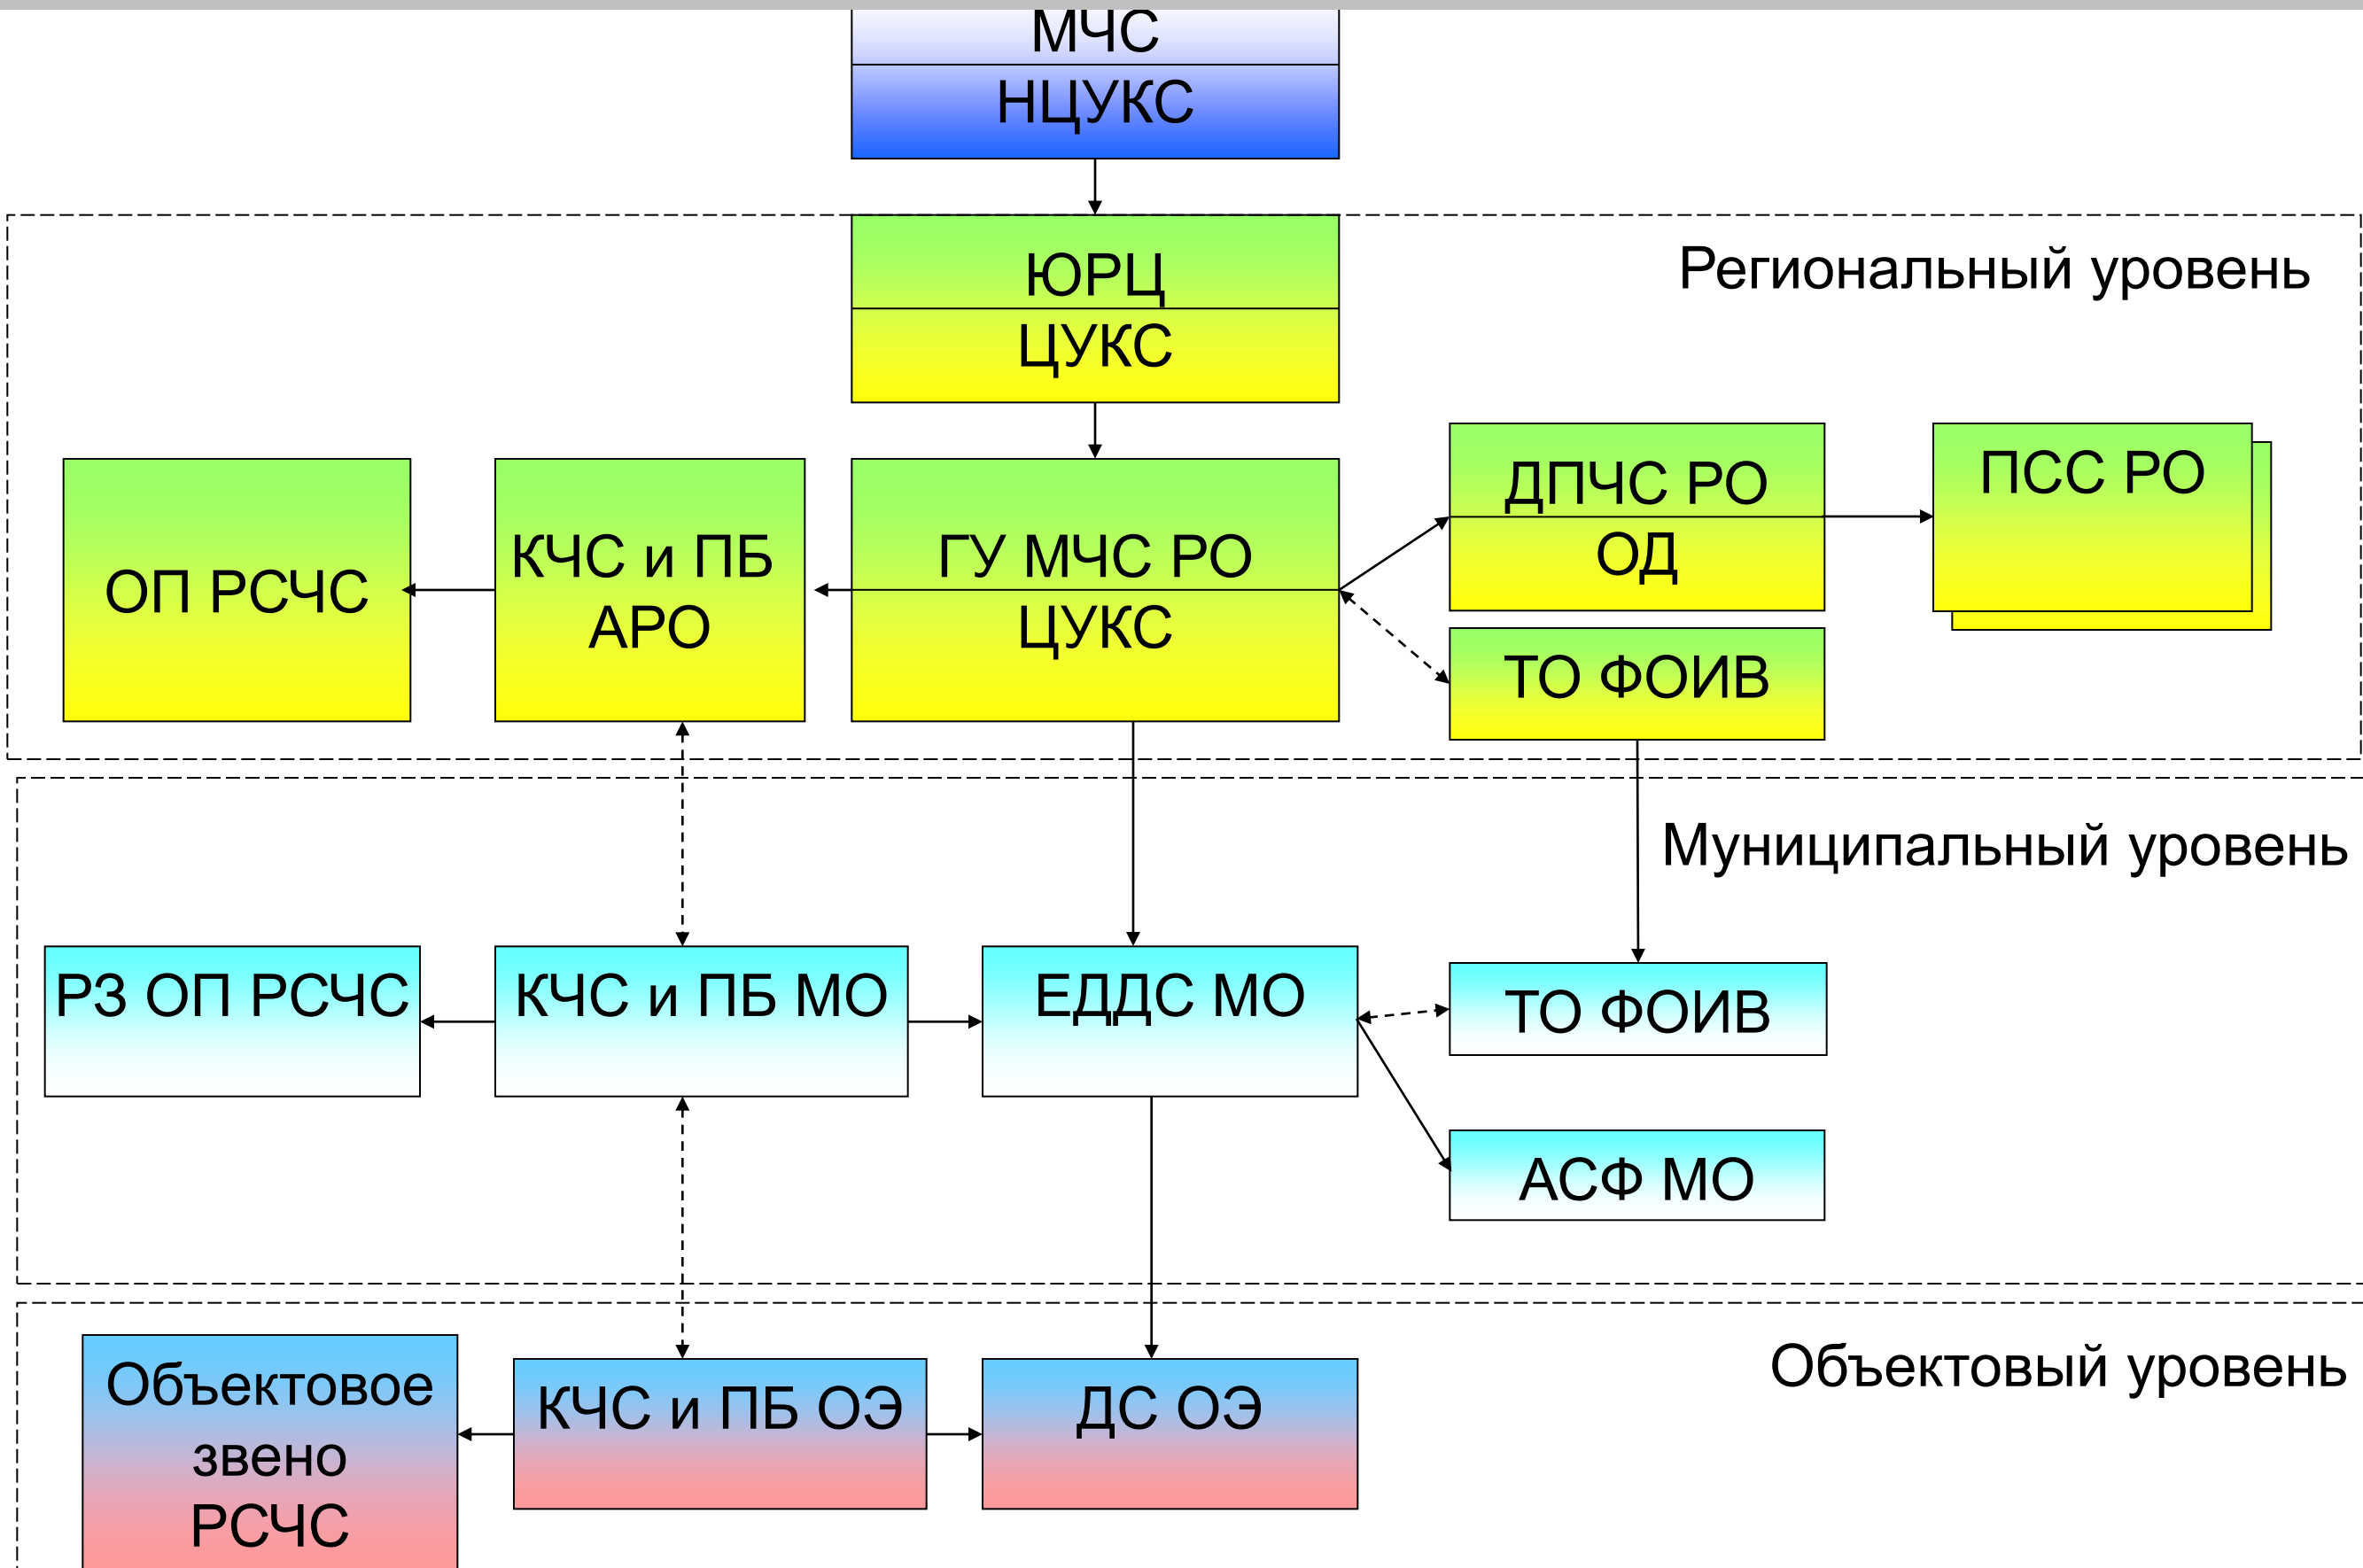 МЧС
НЦУКС
ЮРЦ
ЦУКС
Региональный уровень
ОП РСЧС
КЧС и ПБ
АРО
ГУ МЧС РО
ЦУКС
ДПЧС РО
ОД
ПСС РО
ТО ФОИВ
Муниципальный уровень
РЗ ОП РСЧС
КЧС и ПБ МО
ЕДДС МО
ТО ФОИВ
АСФ МО
Объектовый уровень
Объектовое
звено
РСЧС
КЧС и ПБ ОЭ
ДС ОЭ